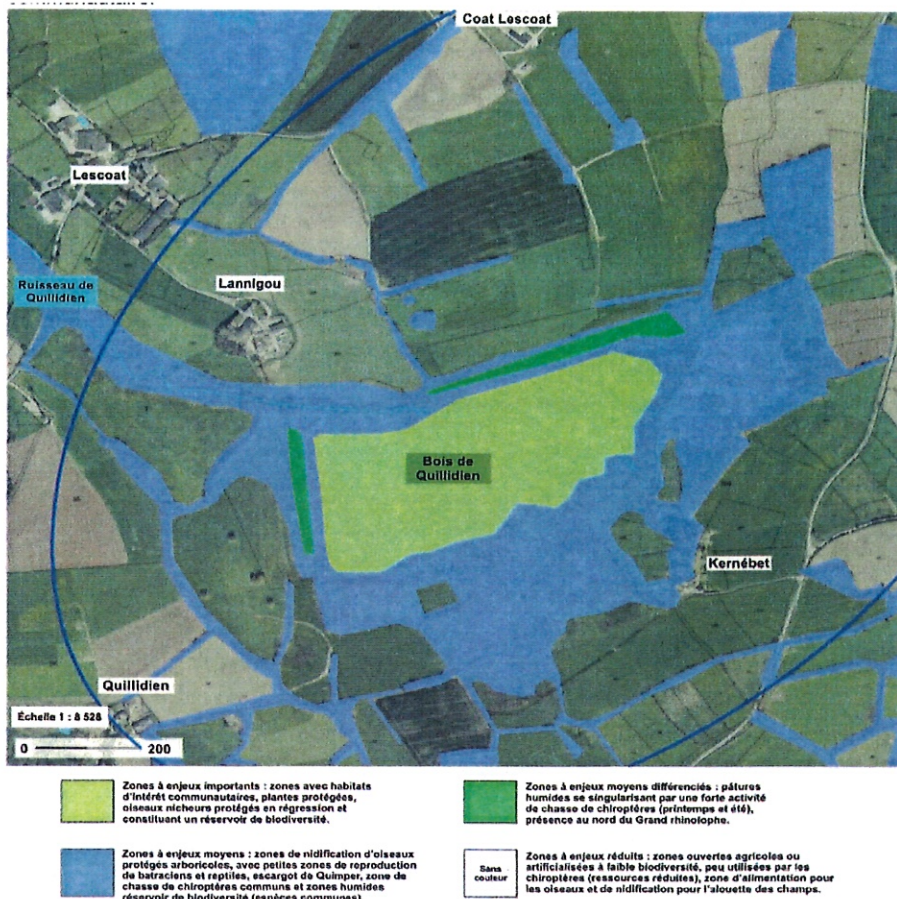 Coat Lescoat
Lescoat
Ruisseau de
Quillidien
Lannigou
Bois de
Quillidien
Kernébet
Quillidien
Échelle 1 : 8 528
0 200
Zones à enjeux importants : zones avec habitats
d'intérêt communautaires, plantes protégées,
oiseaux nicheurs protégés en régression et
constituant un réservoir de biodiversité.
Zones à enjeux moyens : zones de nidification d'oiseaux
protégés arboricoles, avec petites zones de reproduction
de batraciens et reptiles, escargot de Quimper, zone de
chasse de chiroptères communs et zones humides
réservoir de biodiversité (espèces communes)
Zones à enjeux moyens différenciés : pâtures
humides se singularisant par une forte activité
de chasse de chiroptères (printemps et été),
présence au nord du Grand rhinolophe.
Sans
couleur
Zones à enjeux réduits : zones ouvertes agricoles ou
artificialisées à faible biodiversité, peu utilisées par les
chiroptères (ressources réduites), zone d'alimentation pour
les oiseaux et de nidification pour l'alouette des champs.